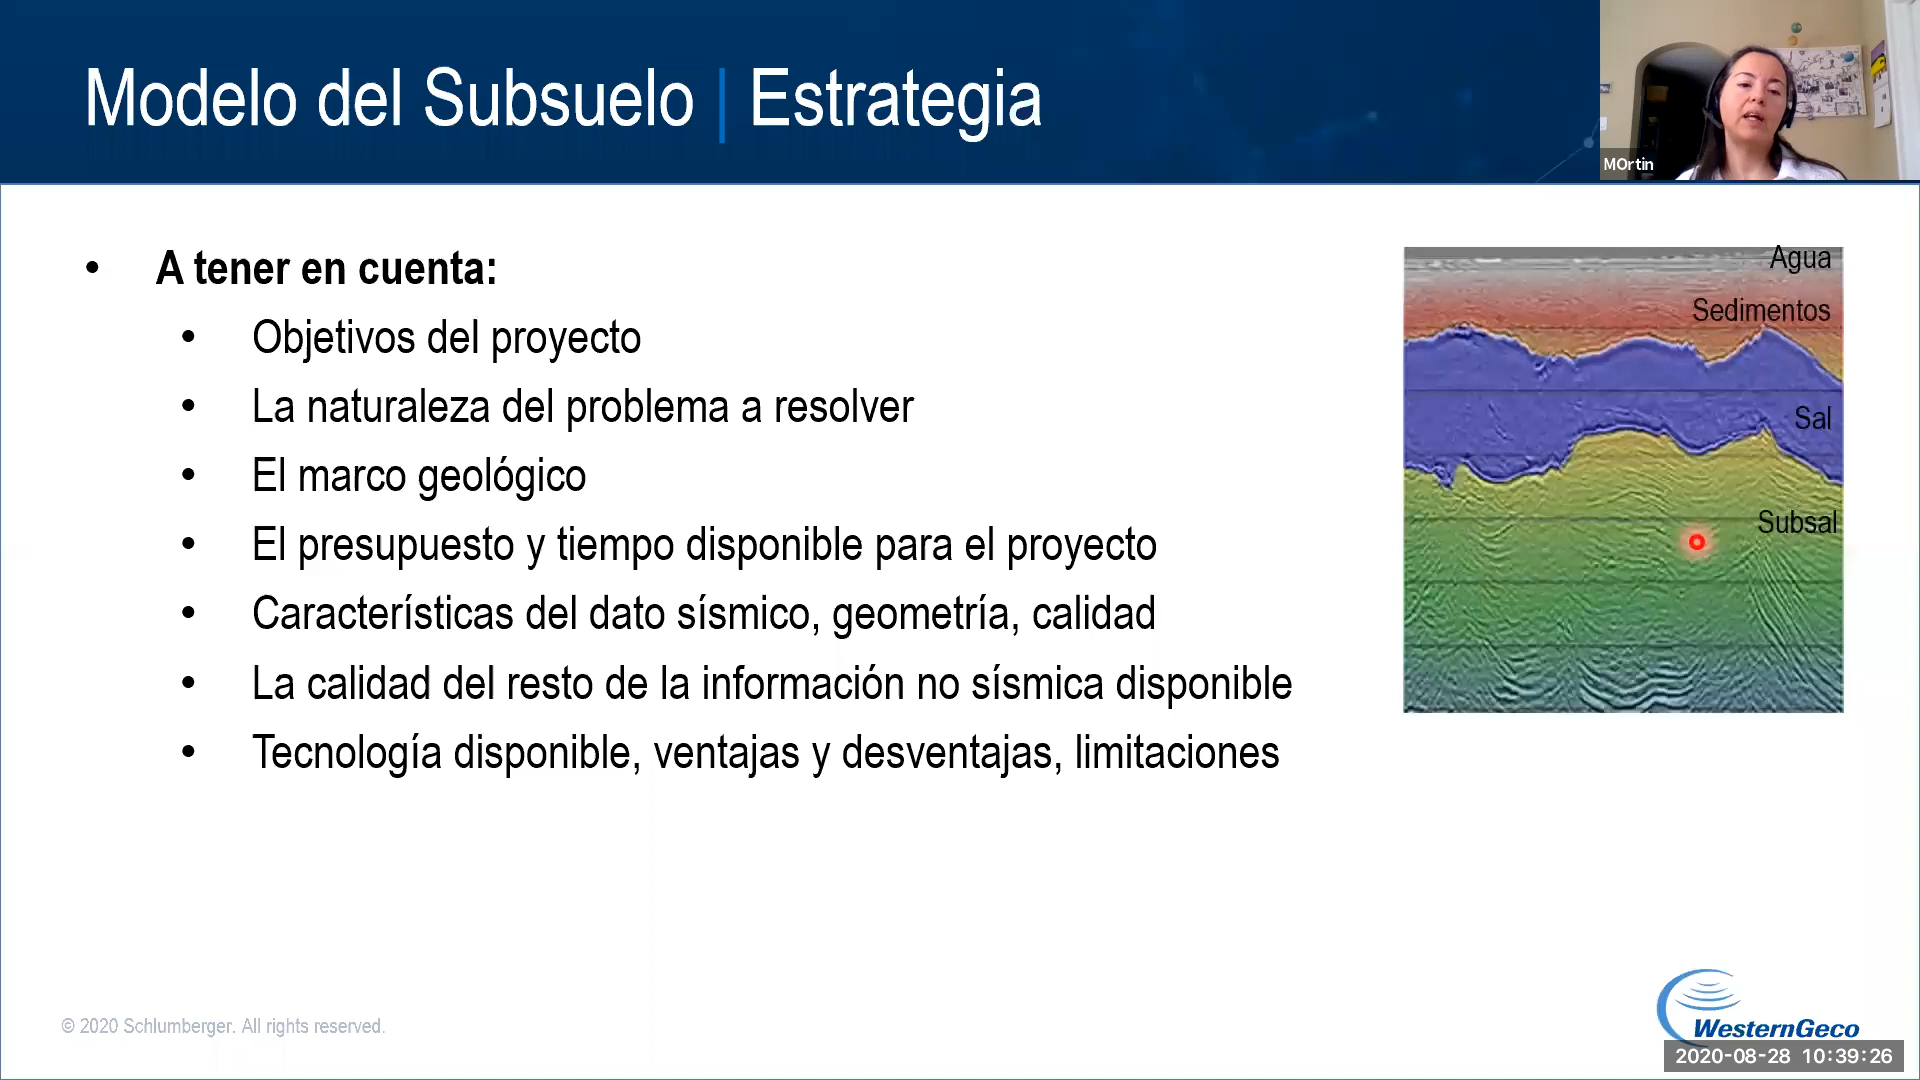 Modelo del Subsuelo | Estrategia
MOrtin
• A tener en cuenta:
• Objetivos del proyecto
• La naturaleza del problema a resolver
• El marco geológico
• El presupuesto y tiempo disponible para el proyecto
• Características del dato sísmico, geometría, calidad
• La calidad del resto de la información no sísmica disponible
• Tecnología disponible, ventajas y desventajas, limitaciones
Agua
Sedimentos
Sal
Subsal
© 2020 Schlumberger. All rights reserved.
WesternGeco
2020-08-28 10:39:26